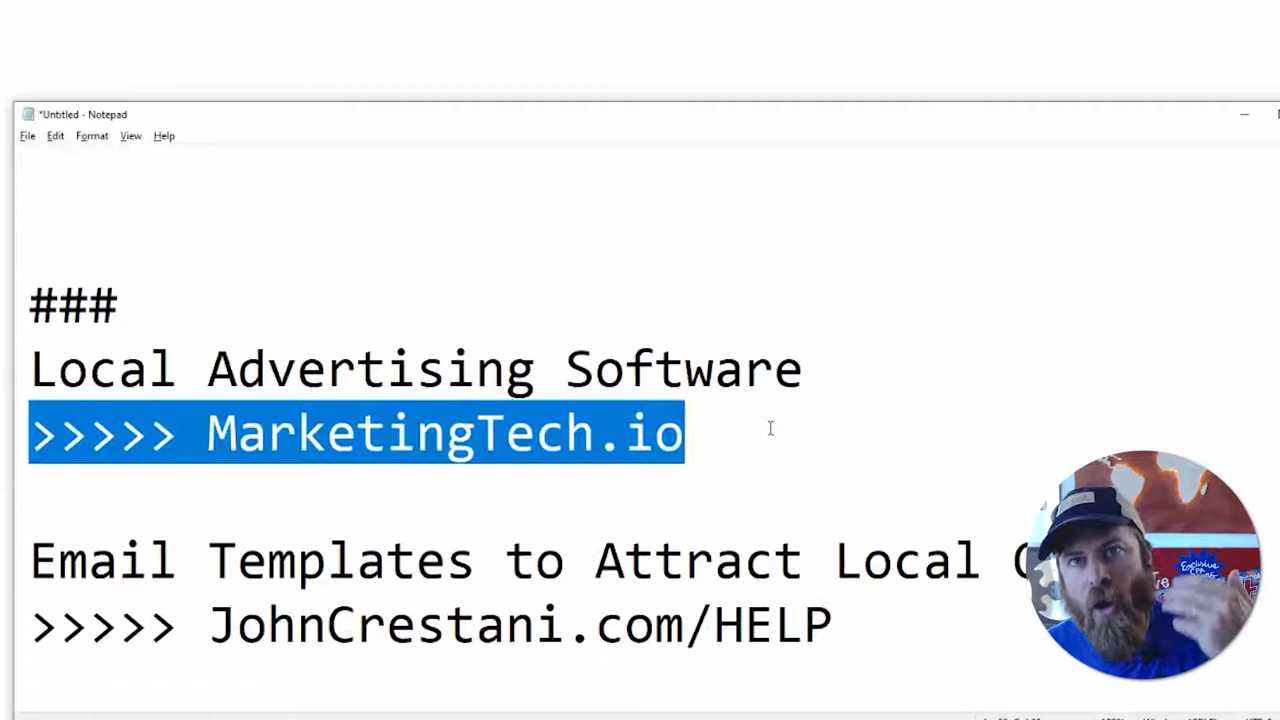 *Untitled - Notepad
File Edit Format View Help
###
Local Advertising Software
>>>>> MarketingTech.io
Email Templates to Attract Local
>>>>> JohnCrestani.com/HELP
Exclusive